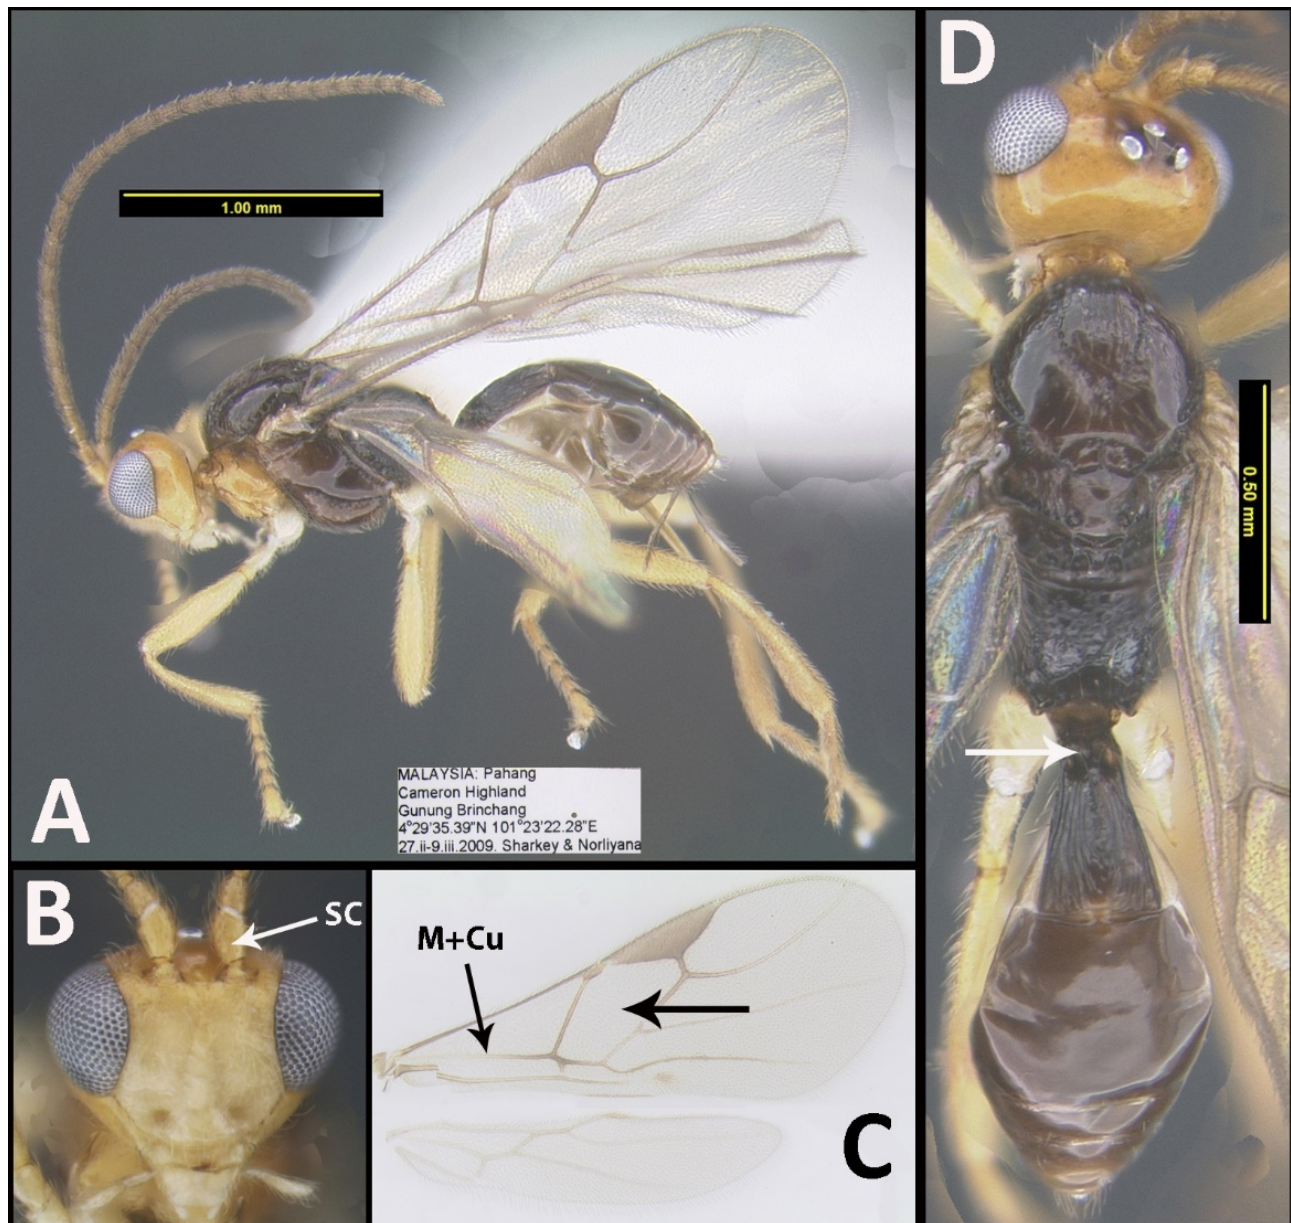 D
1.00 mm
0.50 mm
A
MALAYSIA: Pahang
Cameron Highland
Gunung Brinchang
4°29'35.39"N 101°23'22.28"E
27.ii-9.iii.2009. Sharkey & Norliyana
B
SC
M+Cu
C